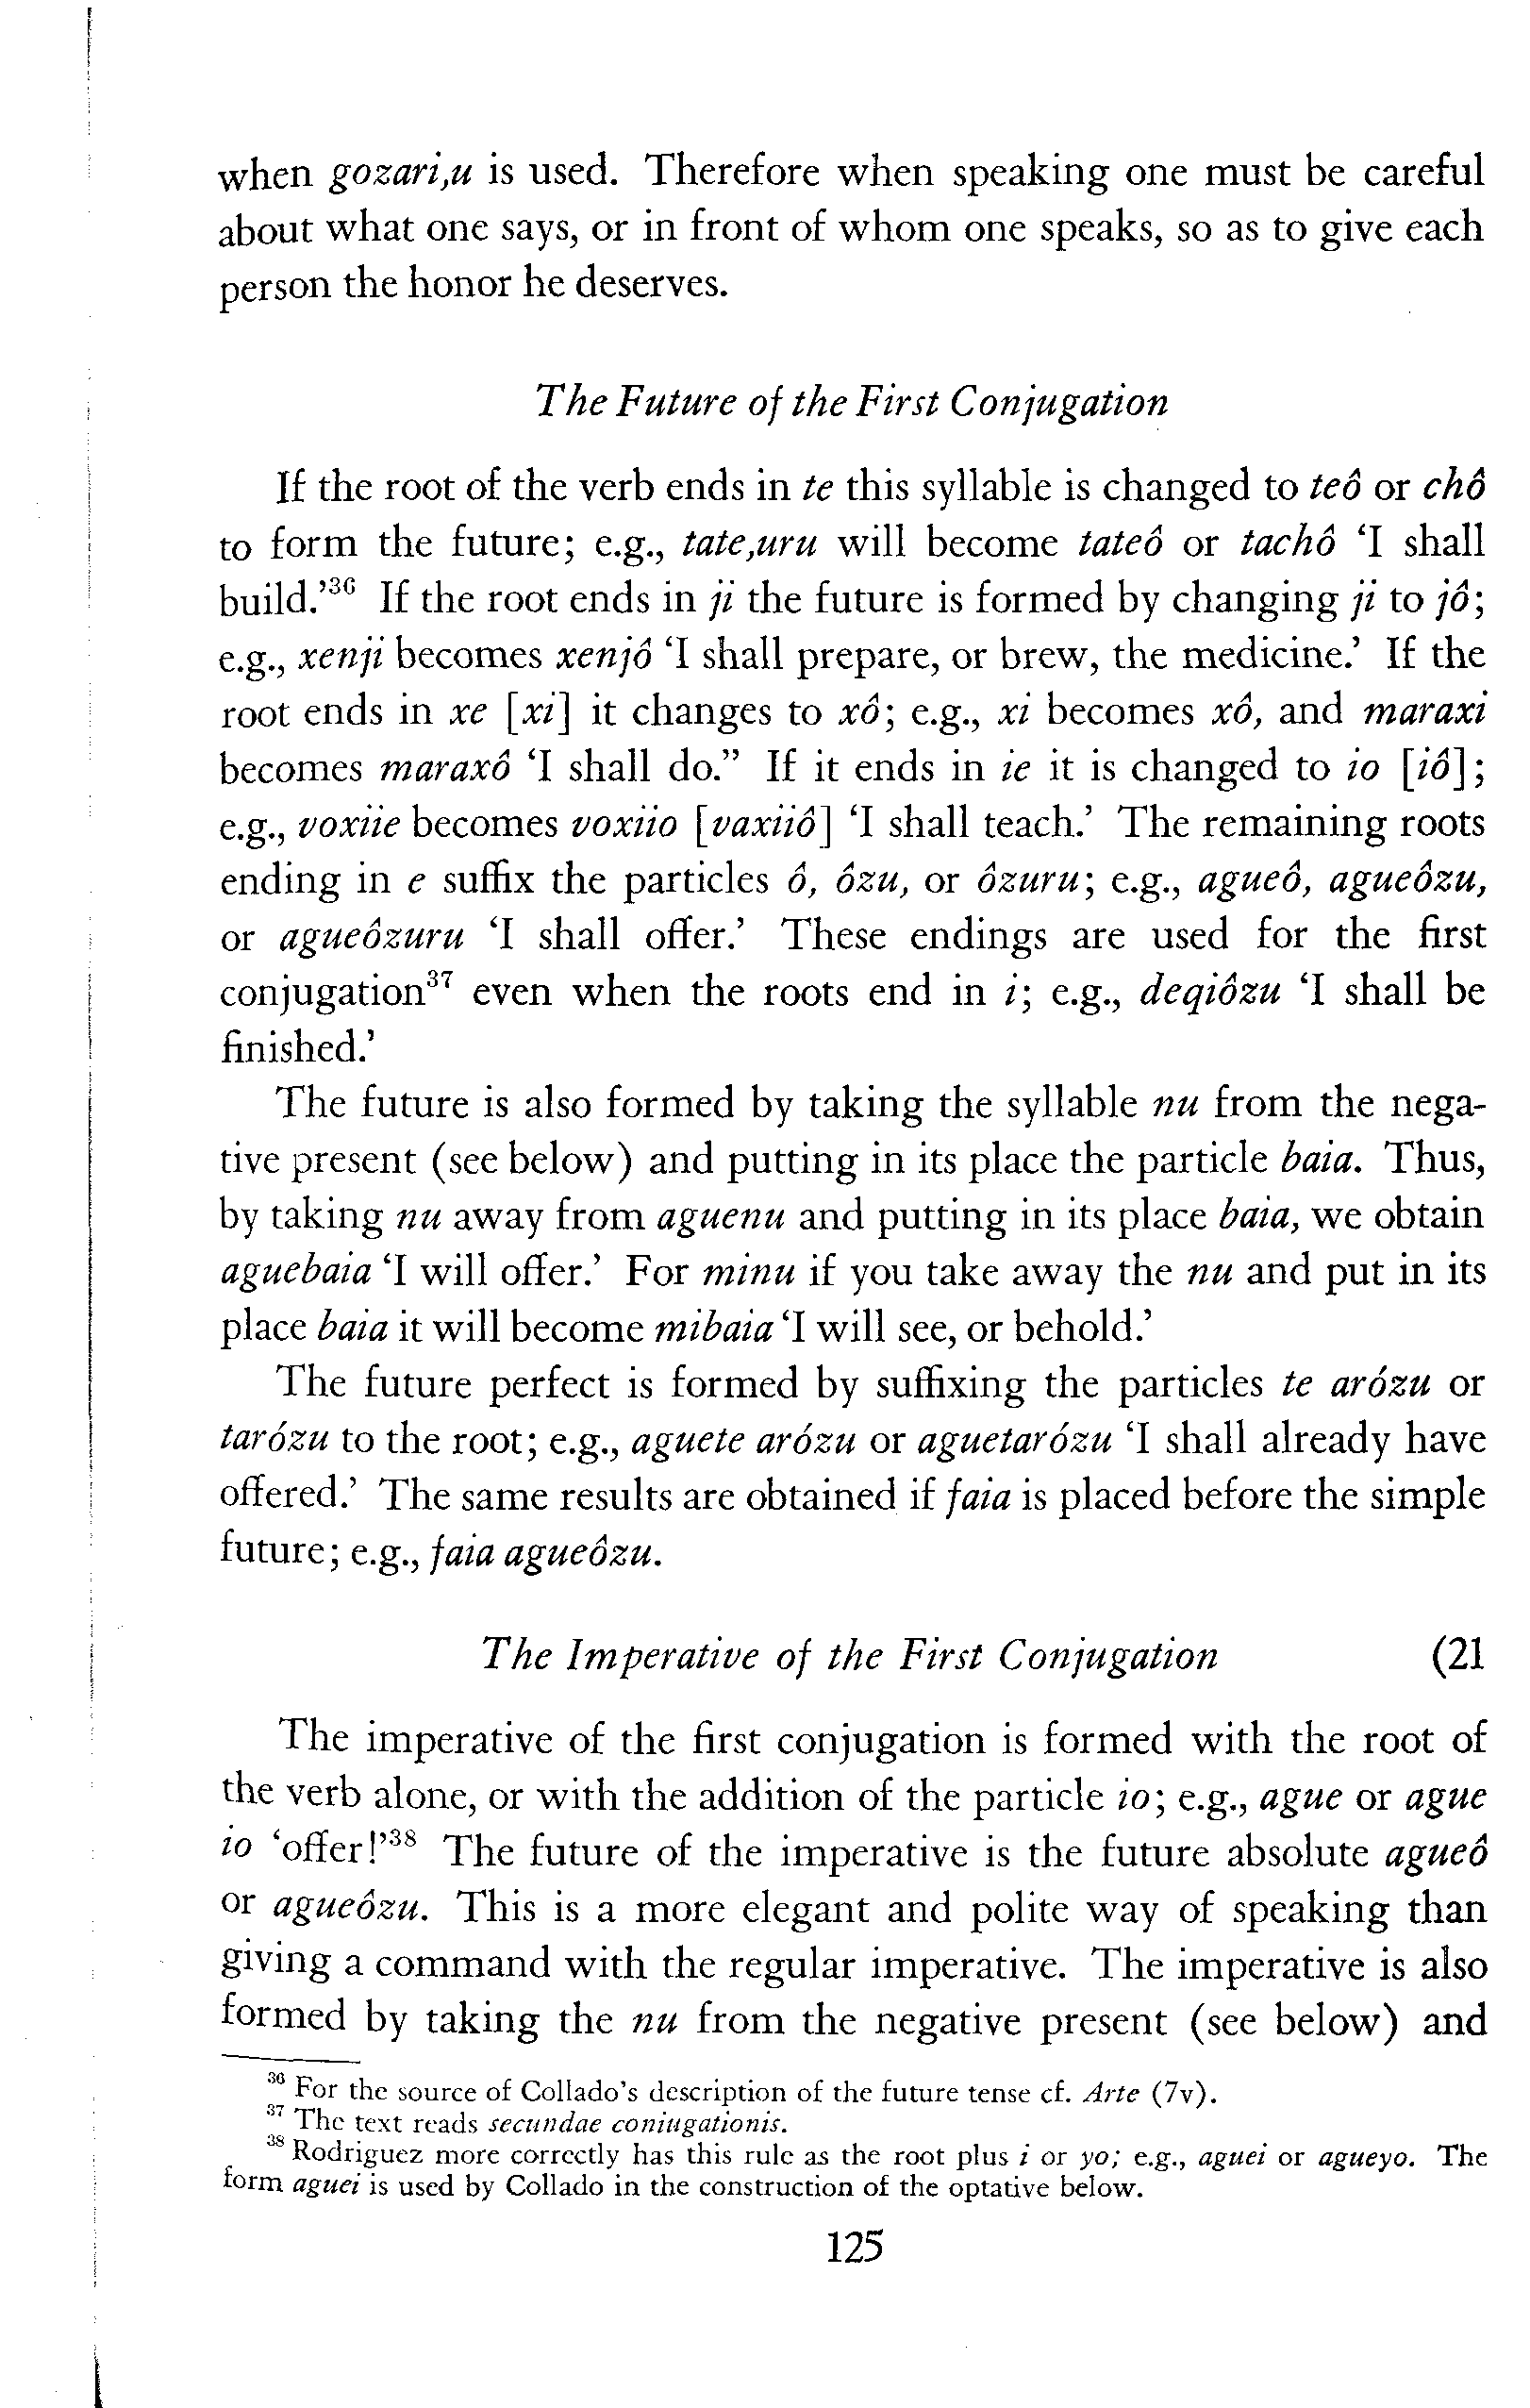 when gozari,u is used. Therefore when speaking one must be careful
about what one says, or in front of whom one speaks, so as to give each
person the honor he deserves.
The Future of the First Conjugation
If the root of the verb ends in te this syllable is changed to teô or chô
to form the future; e.g., tate,uru will become tateô or tachô ‘I shall
build.’³⁶ If the root ends in ji the future is formed by changing ji to jô;
e.g., xenji becomes xenjô ‘I shall prepare, or brew, the medicine.’ If the
root ends in xe [xi] it changes to xô; e.g., xi becomes xô, and maraxi
becomes maraxô ‘I shall do.” If it ends in ie it is changed to io [iô];
e.g., voxiie becomes voxiio [vaxiiô] ‘I shall teach.’ The remaining roots
ending in e suffix the particles ô, ôzu, or ôzuru; e.g., agueô, agueôzu,
or agueôzuru ‘I shall offer.’ These endings are used for the first
conjugation³⁷ even when the roots end in i; e.g., deqiôzu ‘I shall be
finished.’
The future is also formed by taking the syllable nu from the nega-
tive present (see below) and putting in its place the particle baia. Thus,
by taking nu away from aguenu and putting in its place baia, we obtain
aguebaia ‘I will offer.’ For minu if you take away the nu and put in its
place baia it will become mibaia ‘I will see, or behold.’
The future perfect is formed by suffixing the particles te arózu or
tarózu to the root; e.g., aguete arózu or aguetarózu ‘I shall already have
offered.’ The same results are obtained if faia is placed before the simple
future; e.g., faia agueôzu.
The Imperative of the First Conjugation (21
The imperative of the first conjugation is formed with the root of
the verb alone, or with the addition of the particle io; e.g., ague or ague
io ‘offer!’³⁸ The future of the imperative is the future absolute agueô
or agueôzu. This is a more elegant and polite way of speaking than
giving a command with the regular imperative. The imperative is also
formed by taking the nu from the negative present (see below) and
³⁶ For the source of Collado’s description of the future tense cf. Arte (7v).
³⁷ The text reads secundae coniugationis.
³⁸ Rodriguez more correctly has this rule as the root plus i or yo; e.g., aguei or agueyo. The
form aguei is used by Collado in the construction of the optative below.
125